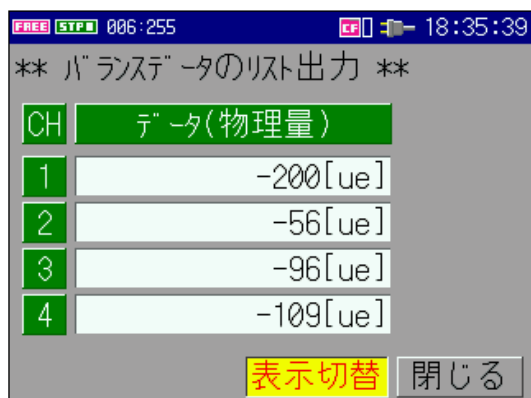 FREE STP 006:255 CF 18:35:39
** バランスデータのリスト出力 **
CH データ(物理量)
1 -200[ue]
2 -56[ue]
3 -96[ue]
4 -109[ue]
表示切替 閉じる